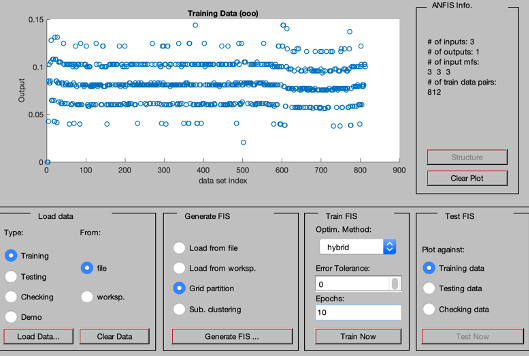 Training Data (ooo)
0.15
0.1
0.05
0
Output
0 100 200 300 400 500 600 700 800 900
data set index
ANFIS Info.
# of inputs: 3
# of outputs: 1
# of input mfs:
3 3 3
# of train data pairs:
812
Structure
Clear Plot
Load data
Type:
From:
Training
Testing
Checking
Demo
file
worksp.
Load Data...
Clear Data
Generate FIS
Load from file
Load from worksp.
Grid partition
Sub. clustering
Generate FIS ...
Train FIS
Optim. Method:
hybrid
Error Tolerance:
0
Epochs:
10
Train Now
Test FIS
Plot against:
Training data
Testing data
Checking data
Test Now